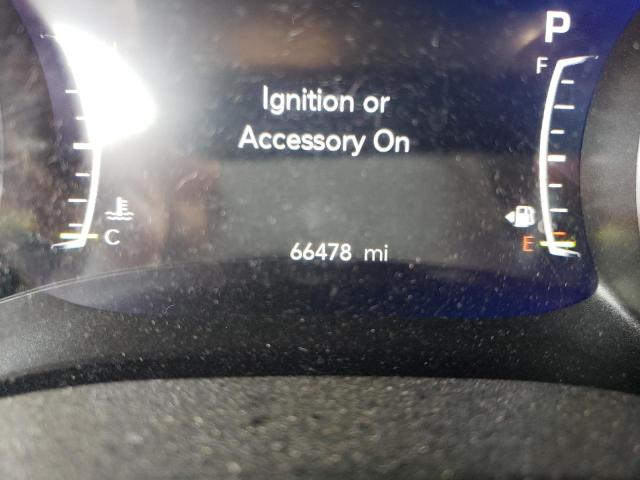 P
F
Ignition or
Accessory On
C
E
66478 mi